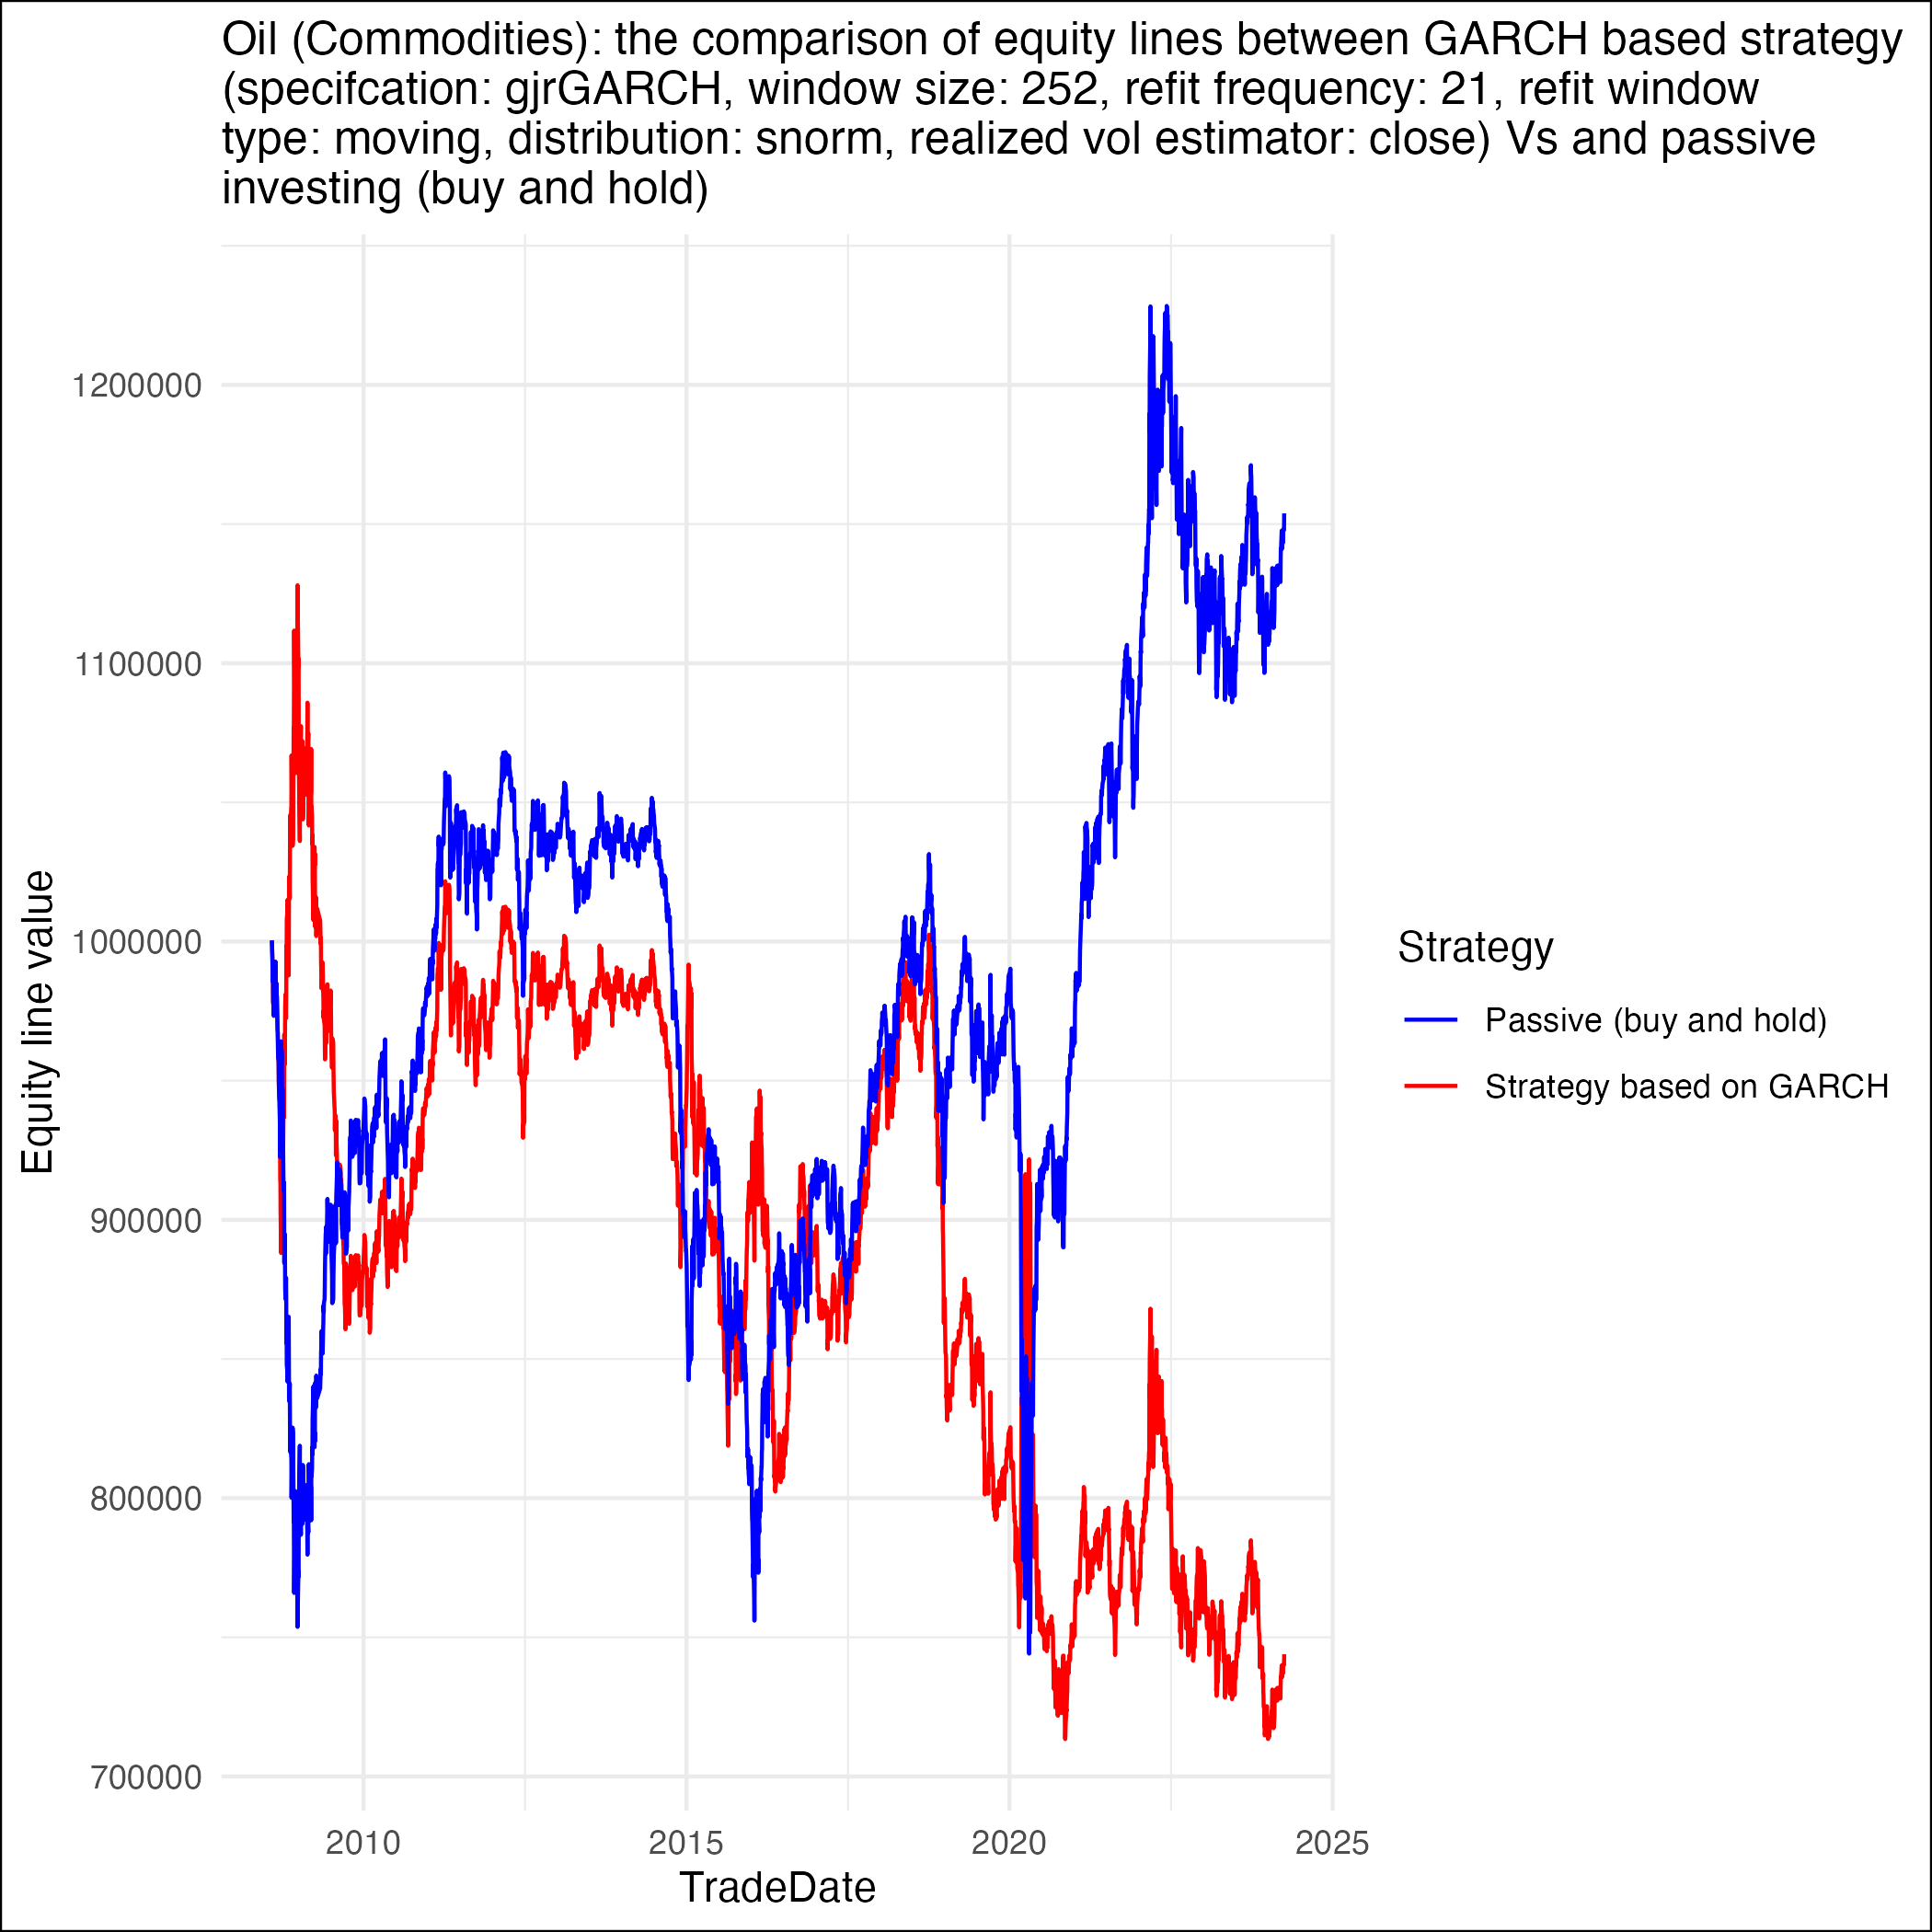 Oil (Commodities): the comparison of equity lines between GARCH based strategy
(specifcation: gjrGARCH, window size: 252, refit frequency: 21, refit window
type: moving, distribution: snorm, realized vol estimator: close) Vs and passive
investing (buy and hold)
1200000
1100000
1000000
900000
800000
700000
Equity line value
2010
2015
2020
2025
TradeDate
Strategy
Passive (buy and hold)
Strategy based on GARCH